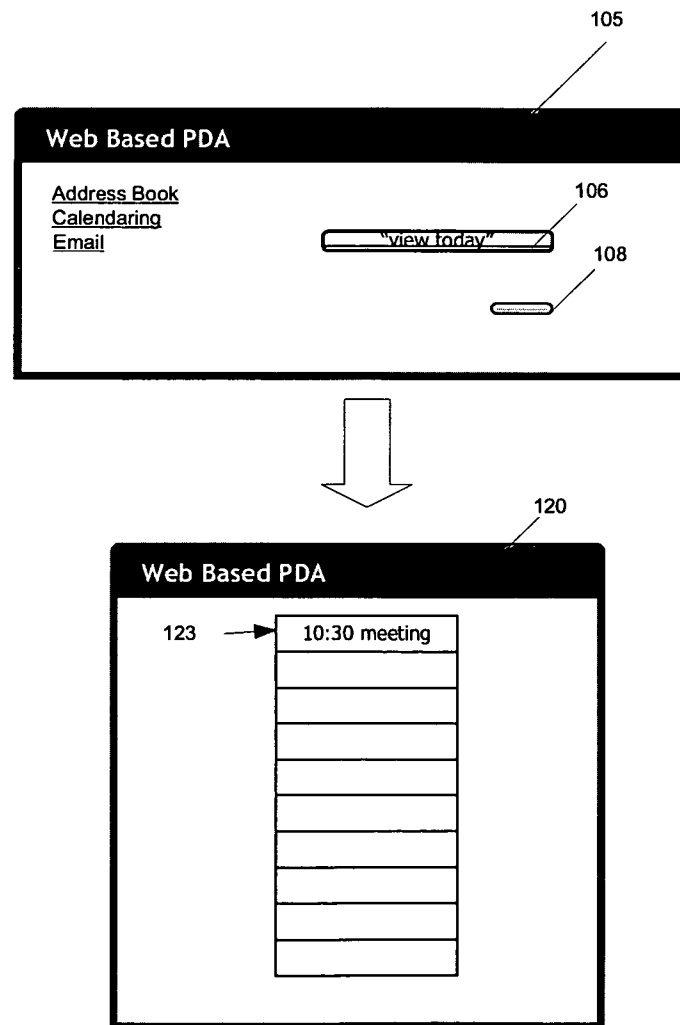 105
Web Based PDA
Address Book
Calendaring
Email
106
"view today"
108
120
Web Based PDA
123
10:30 meeting